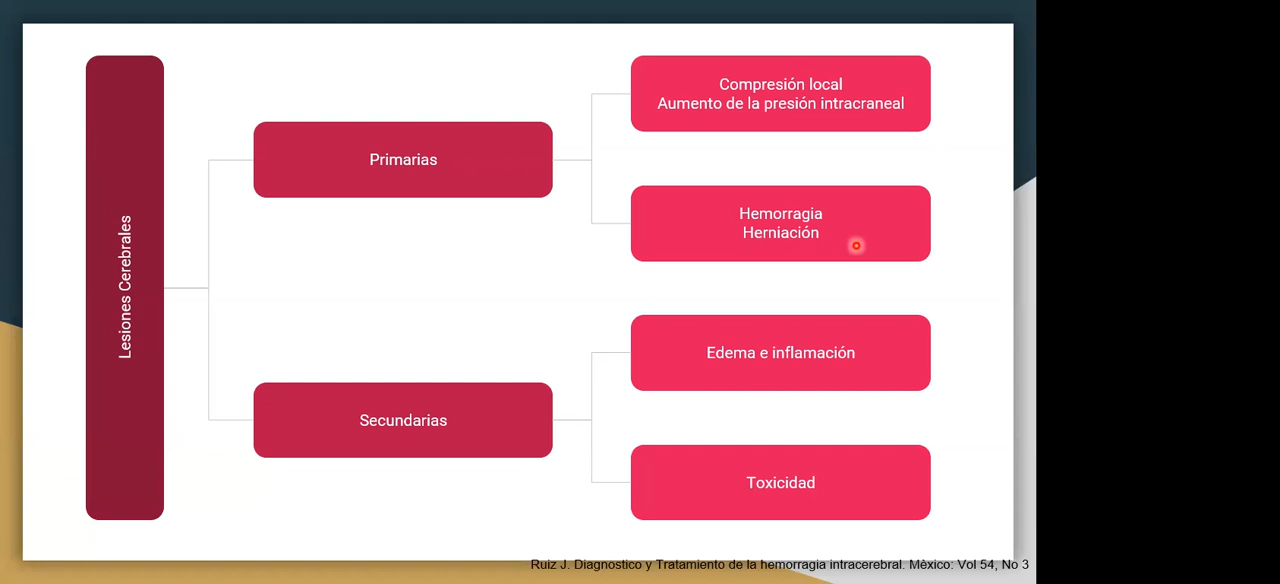 Lesiones Cerebrales
Primarias
Compresión local
Aumento de la presión intracraneal
Hemorragia
Herniación
Secundarias
Edema e inflamación
Toxicidad
Ruiz J. Diagnostico y Tratamiento de la hemorragia intracerebral. Mèxico: Vol 54, No 3